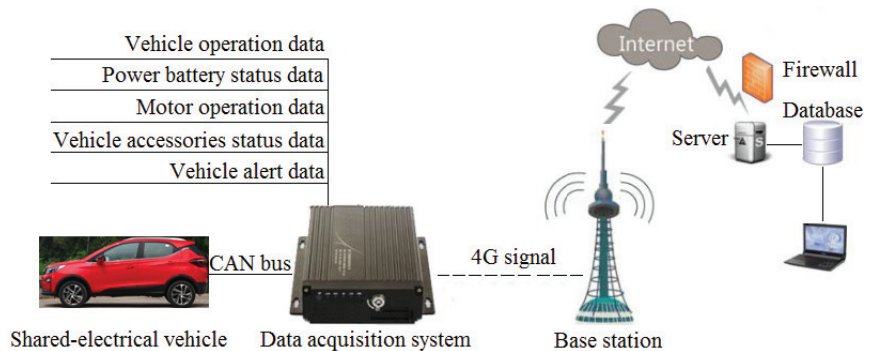 Vehicle operation data
Power battery status data
Motor operation data
Vehicle accessories status data
Vehicle alert data
Internet
Firewall
Database
Server
S
CAN bus
4G signal
Shared-electrical vehicle
Data acquisition system
Base station